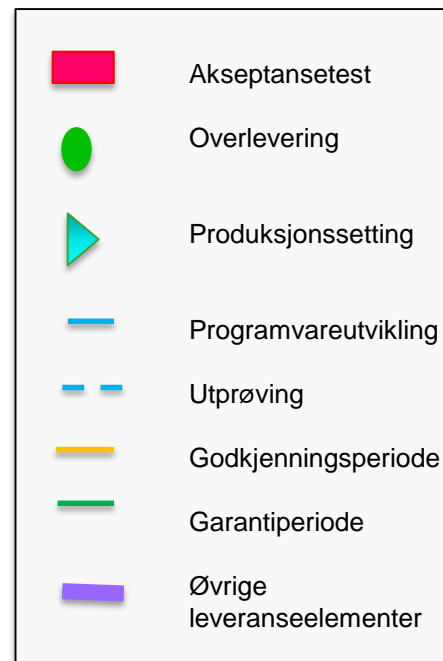 Akseptansetest
Overlevering
Produksjonssetting
Programvareutvikling
Utprøving
Godkjenningsperiode
Garantiperiode
Øvrige
leveranseelementer